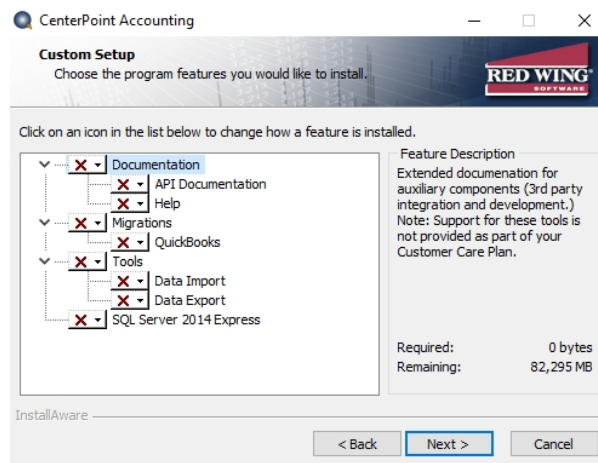 CenterPoint Accounting
Custom Setup
Choose the program features you would like to install.
RED WING®
SOFTWARE
Click on an icon in the list below to change how a feature is installed.
Documentation
API Documentation
Help
Migrations
QuickBooks
Tools
Data Import
Data Export
SQL Server 2014 Express
Feature Description
Extended documenation for
auxiliary components (3rd party
integration and development.)
Note: Support for these tools is
not provided as part of your
Customer Care Plan.
Required: 0 bytes
Remaining: 82,295 MB
InstallAware
< Back Next > Cancel